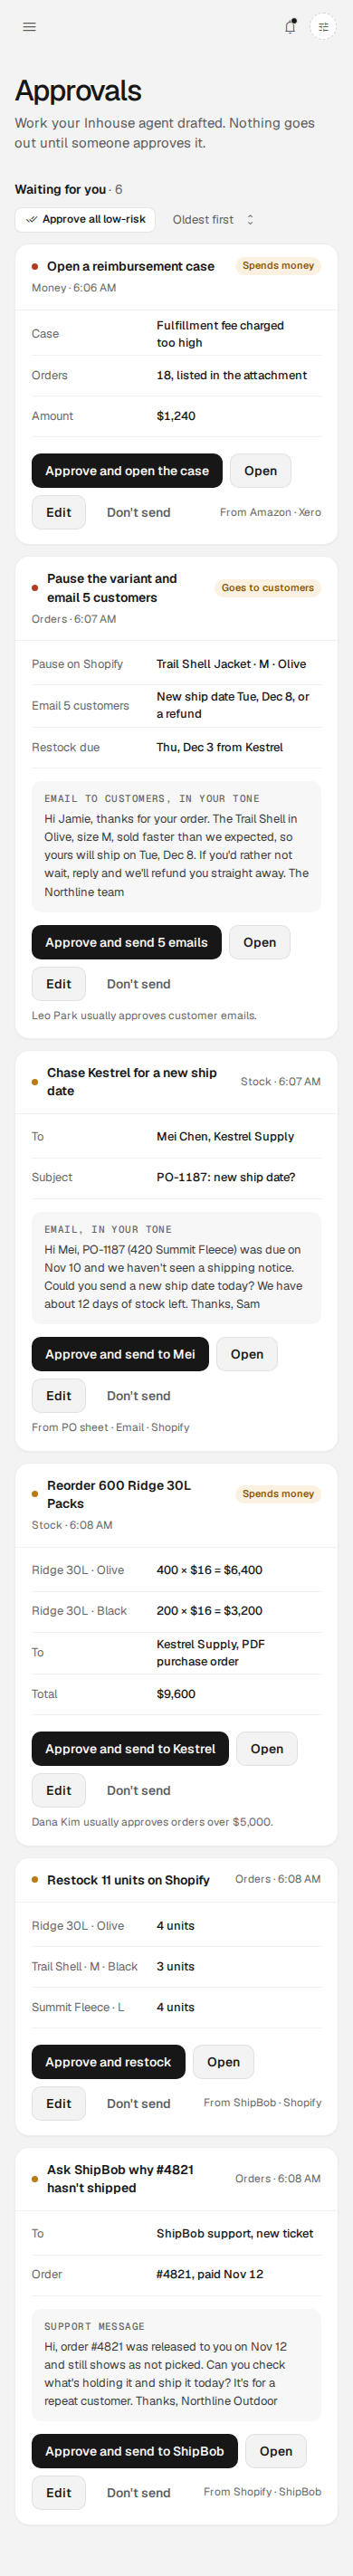 Approvals
Work your Inhouse agent drafted. Nothing goes
out until someone approves it.
Waiting for you · 6
Approve all low-risk
Oldest first
Open a reimbursement case
Spends money
Money · 6:06 AM
Case
Fulfillment fee charged
too high
Orders
18, listed in the attachment
Amount
$1,240
Approve and open the case
Open
Edit
Don't send
From Amazon · Xero
Pause the variant and
email 5 customers
Goes to customers
Orders · 6:07 AM
Pause on Shopify
Trail Shell Jacket · M · Olive
Email 5 customers
New ship date Tue, Dec 8, or
a refund
Restock due
Thu, Dec 3 from Kestrel
EMAIL TO CUSTOMERS, IN YOUR TONE
Hi Jamie, thanks for your order. The Trail Shell in
Olive, size M, sold faster than we expected, so
yours will ship on Tue, Dec 8. If you'd rather not
wait, reply and we'll refund you straight away. The
Northline team
Approve and send 5 emails
Open
Edit
Don't send
Leo Park usually approves customer emails.
Chase Kestrel for a new ship
date
Stock · 6:07 AM
To
Mei Chen, Kestrel Supply
Subject
PO-1187: new ship date?
EMAIL, IN YOUR TONE
Hi Mei, PO-1187 (420 Summit Fleece) was due on
Nov 10 and we haven't seen a shipping notice.
Could you send a new ship date today? We have
about 12 days of stock left. Thanks, Sam
Approve and send to Mei
Open
Edit
Don't send
From PO sheet · Email · Shopify
Reorder 600 Ridge 30L
Packs
Spends money
Stock · 6:08 AM
Ridge 30L · Olive
400 × $16 = $6,400
Ridge 30L · Black
200 × $16 = $3,200
To
Kestrel Supply, PDF
purchase order
Total
$9,600
Approve and send to Kestrel
Open
Edit
Don't send
Dana Kim usually approves orders over $5,000.
Restock 11 units on Shopify
Orders · 6:08 AM
Ridge 30L · Olive
4 units
Trail Shell · M · Black
3 units
Summit Fleece · L
4 units
Approve and restock
Open
Edit
Don't send
From ShipBob · Shopify
Ask ShipBob why #4821
hasn't shipped
Orders · 6:08 AM
To
ShipBob support, new ticket
Order
#4821, paid Nov 12
SUPPORT MESSAGE
Hi, order #4821 was released to you on Nov 12
and still shows as not picked. Can you check
what's holding it and ship it today? It's for a
repeat customer. Thanks, Northline Outdoor
Approve and send to ShipBob
Open
Edit
Don't send
From Shopify · ShipBob